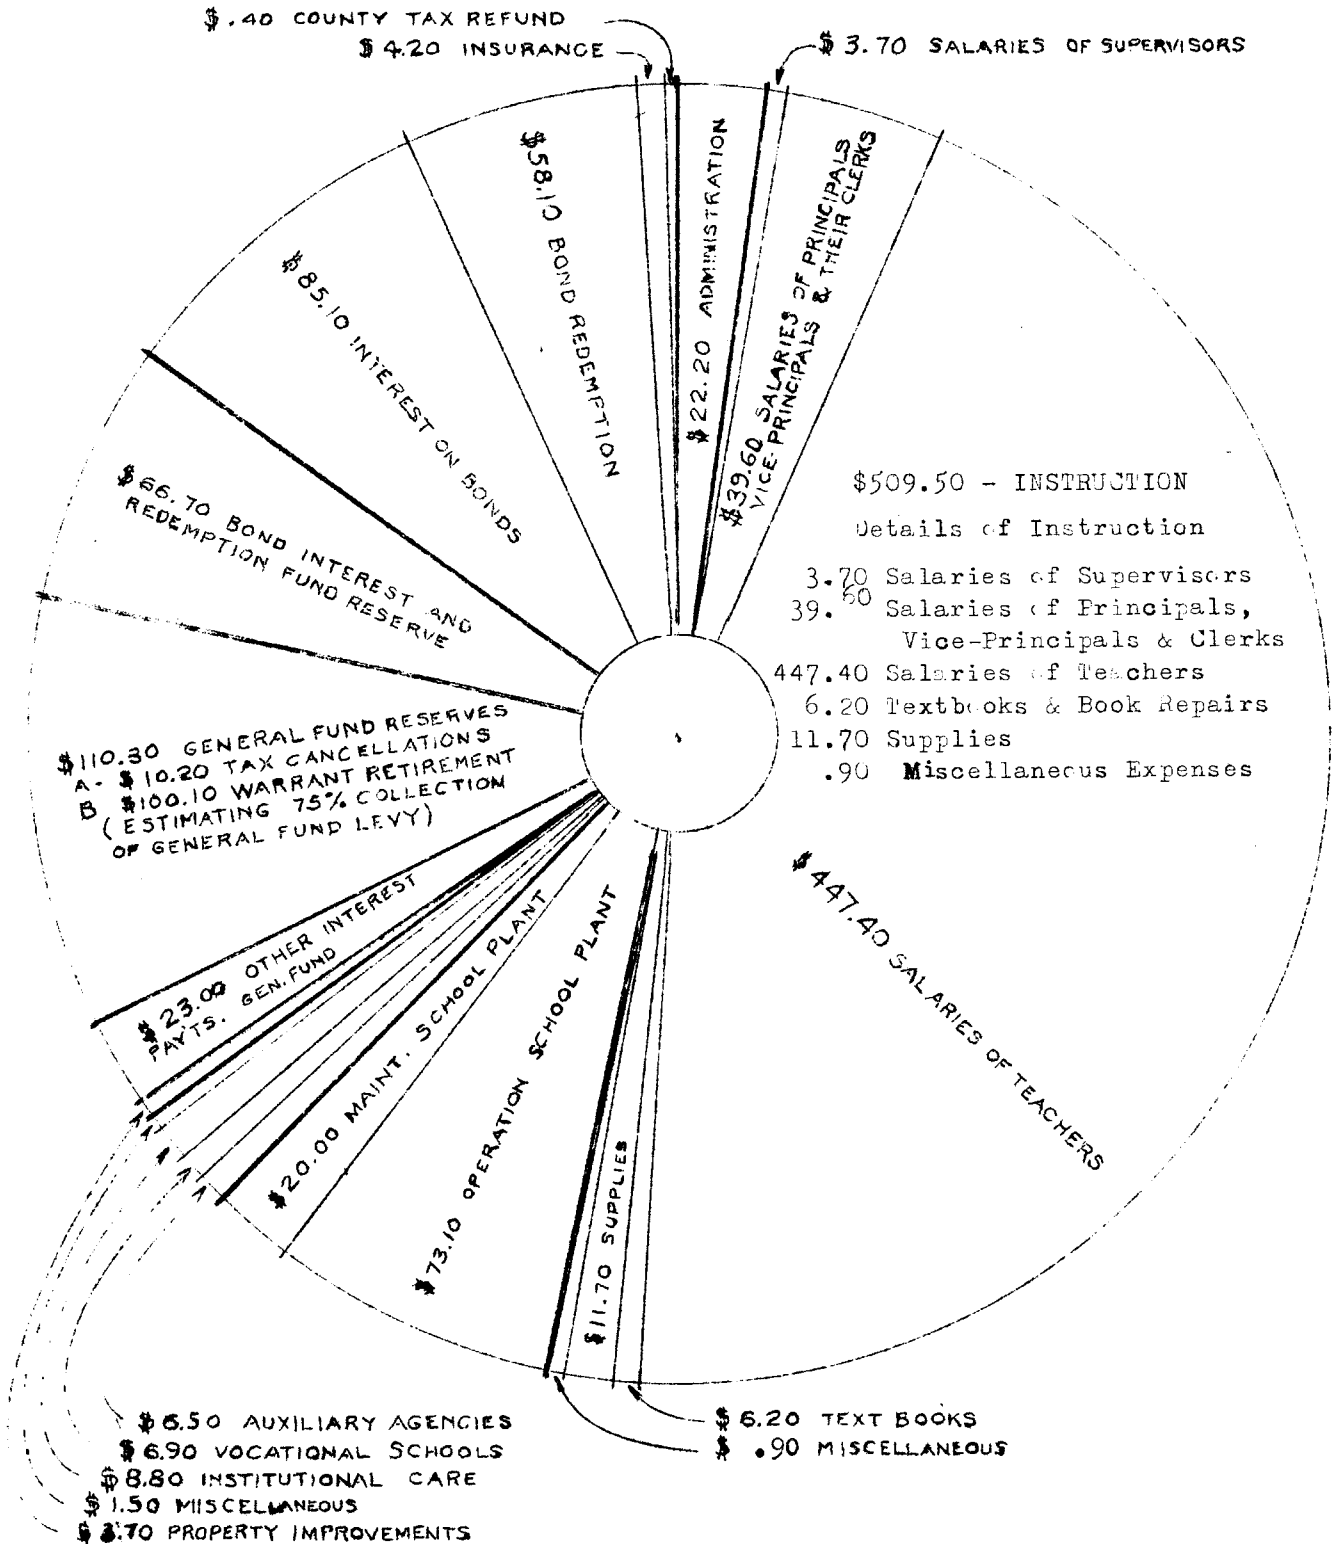 $.40 COUNTY TAX REFUND
$4.20 INSURANCE
$3.70 SALARIES OF SUPERVISORS
$58.10 BOND REDEMPTION
$22.20 ADMINISTRATION
$39.60 SALARIES OF PRINCIPALS
VICE-PRINCIPALS & THEIR CLERKS
$85.10 INTEREST ON BONDS
$66.70 BOND INTEREST AND
REDEMPTION FUND RESERVE
$509.50 - INSTRUCTION
Details of Instruction
3.70 Salaries of Supervisors
39.60 Salaries of Principals,
Vice-Principals & Clerks
447.40 Salaries of Teachers
6.20 Textbooks & Book Repairs
11.70 Supplies
.90 Miscellaneous Expenses
$110.30 GENERAL FUND RESERVES
A- $10.20 TAX CANCELLATIONS
B $100.10 WARRANT RETIREMENT
(ESTIMATING 75% COLLECTION
OF GENERAL FUND LEVY)
$23.00 OTHER INTEREST
PAYTS. GEN. FUND
$20.00 MAINT. SCHOOL PLANT
$73.10 OPERATION SCHOOL PLANT
$11.70 SUPPLIES
$447.40 SALARIES OF TEACHERS
$6.50 AUXILIARY AGENCIES
$6.90 VOCATIONAL SCHOOLS
$8.80 INSTITUTIONAL CARE
$1.50 MISCELLANEOUS
$3.70 PROPERTY IMPROVEMENTS
$6.20 TEXT BOOKS
$ .90 MISCELLANEOUS